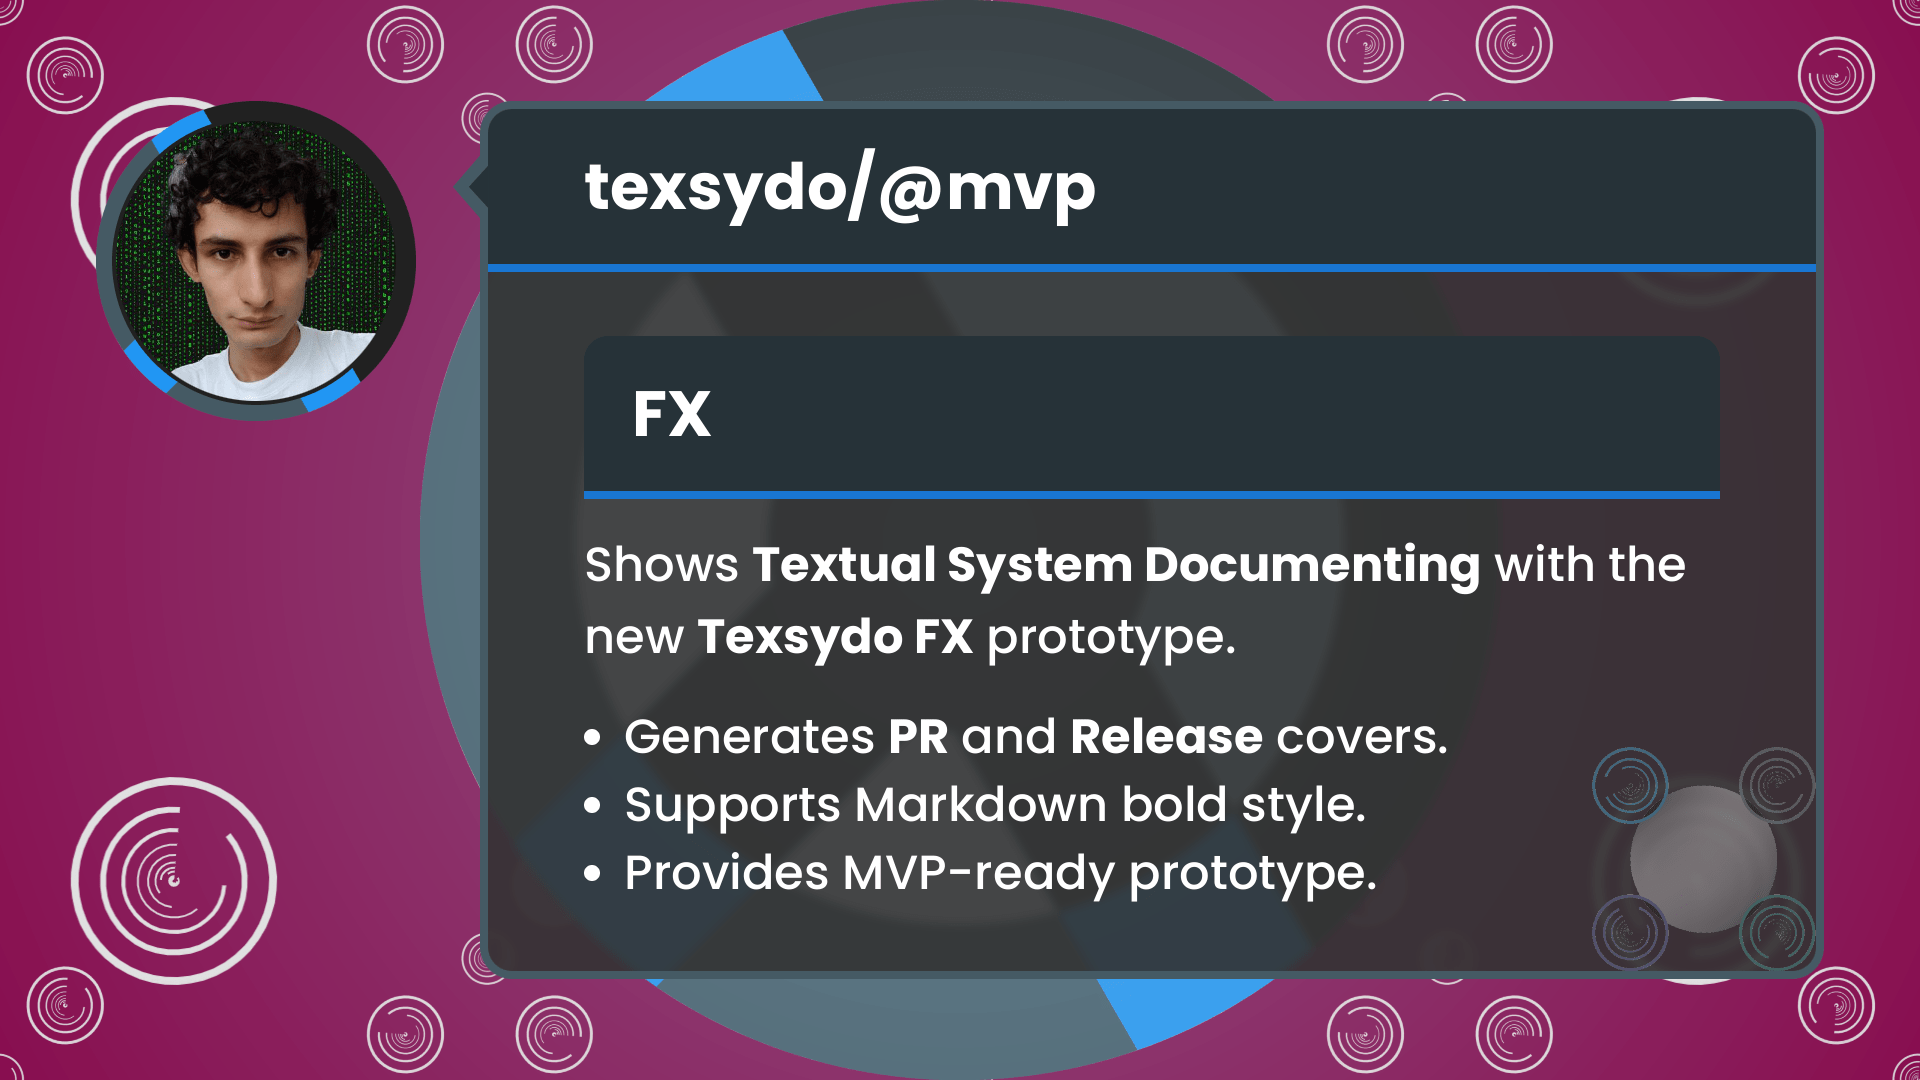 texsydo/@mvp
FX
Shows Textual System Documenting with the
new Texsydo FX prototype.
• Generates PR and Release covers.
• Supports Markdown bold style.
• Provides MVP-ready prototype.